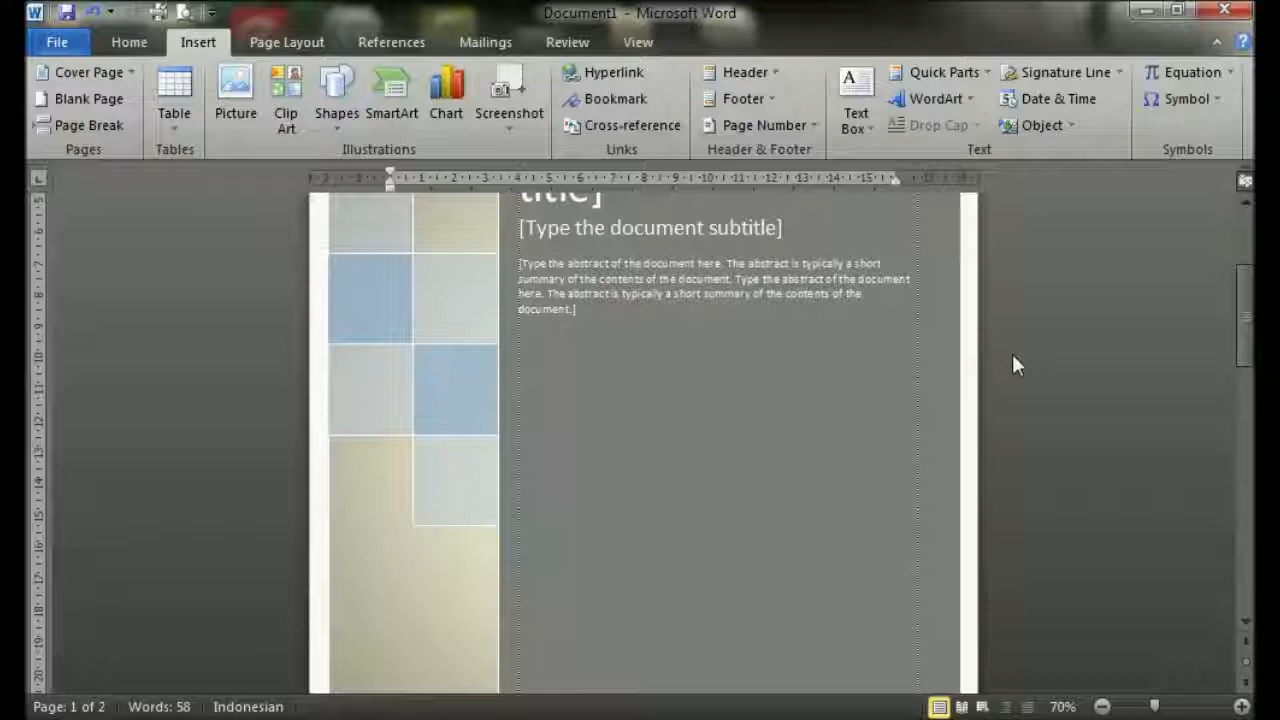 Document1 - Microsoft Word
File Home Insert Page Layout References Mailings Review View
Cover Page
Blank Page
Page Break
Pages
Table
Tables
Picture
Clip
Art
Shapes
SmartArt
Chart
Screenshot
Illustrations
Hyperlink
Bookmark
Cross-reference
Links
Header
Footer
Page Number
Header & Footer
Text
Box
Quick Parts
WordArt
Drop Cap
Signature Line
Date & Time
Object
Text
Equation
Symbol
Symbols
title]
[Type the document subtitle]
[Type the abstract of the document here. The abstract is typically a short
summary of the contents of the document. Type the abstract of the document
here. The abstract is typically a short summary of the contents of the
document.]
Page: 1 of 2 Words: 58 Indonesian 70%